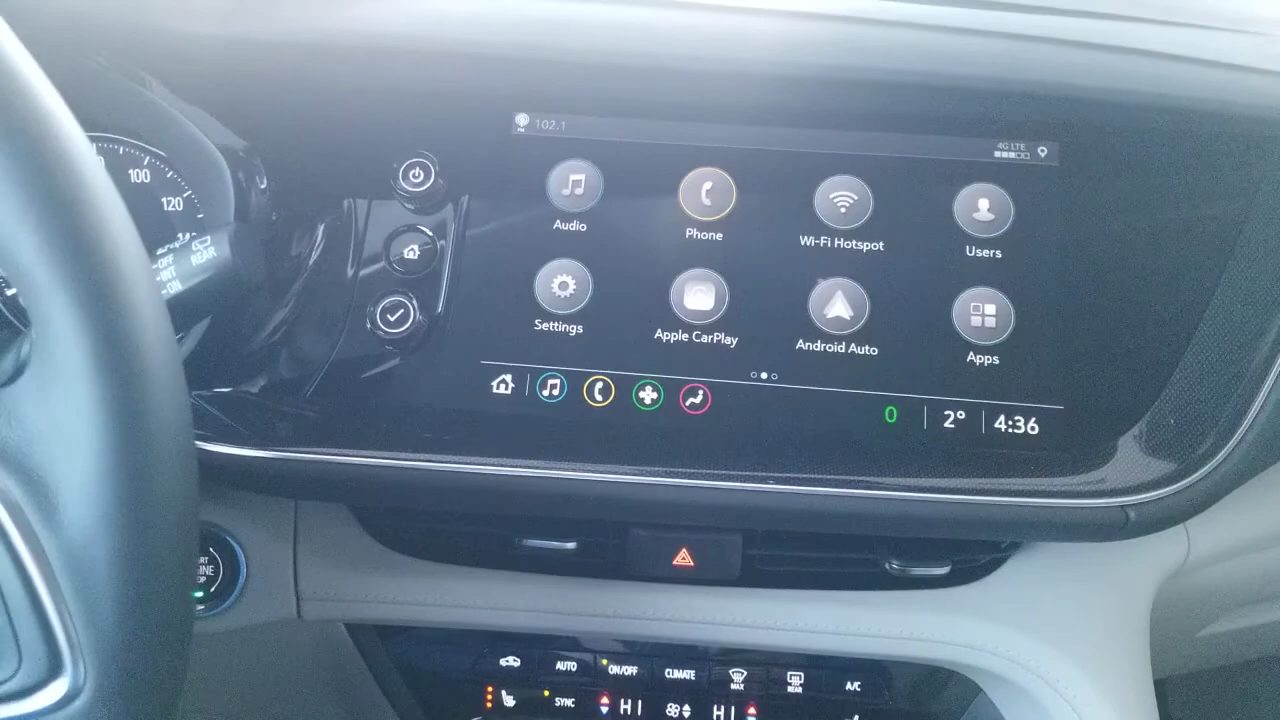 FM 102.1
4G LTE
100
120
OFF
INT
ON
REAR
Audio
Phone
Wi-Fi Hotspot
Users
Settings
Apple CarPlay
Android Auto
Apps
0
2°
4:36
AUTO
ON/OFF
CLIMATE
MAX
REAR
A/C
SYNC
HI
HI